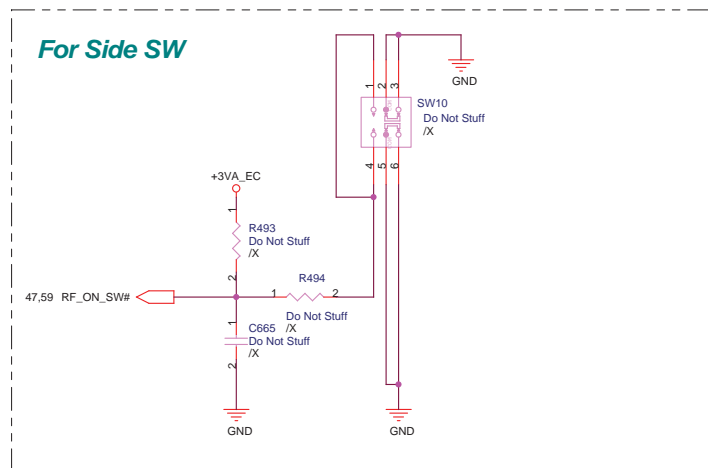 For Side SW
1
2
3
GND
SW10
Do Not Stuff
/X
4
5
6
+3VA_EC
1
R493
Do Not Stuff
/X
2
R494
47,59 RF_ON_SW#
1
2
Do Not Stuff
/X
1
C665
Do Not Stuff
/X
2
GND
GND